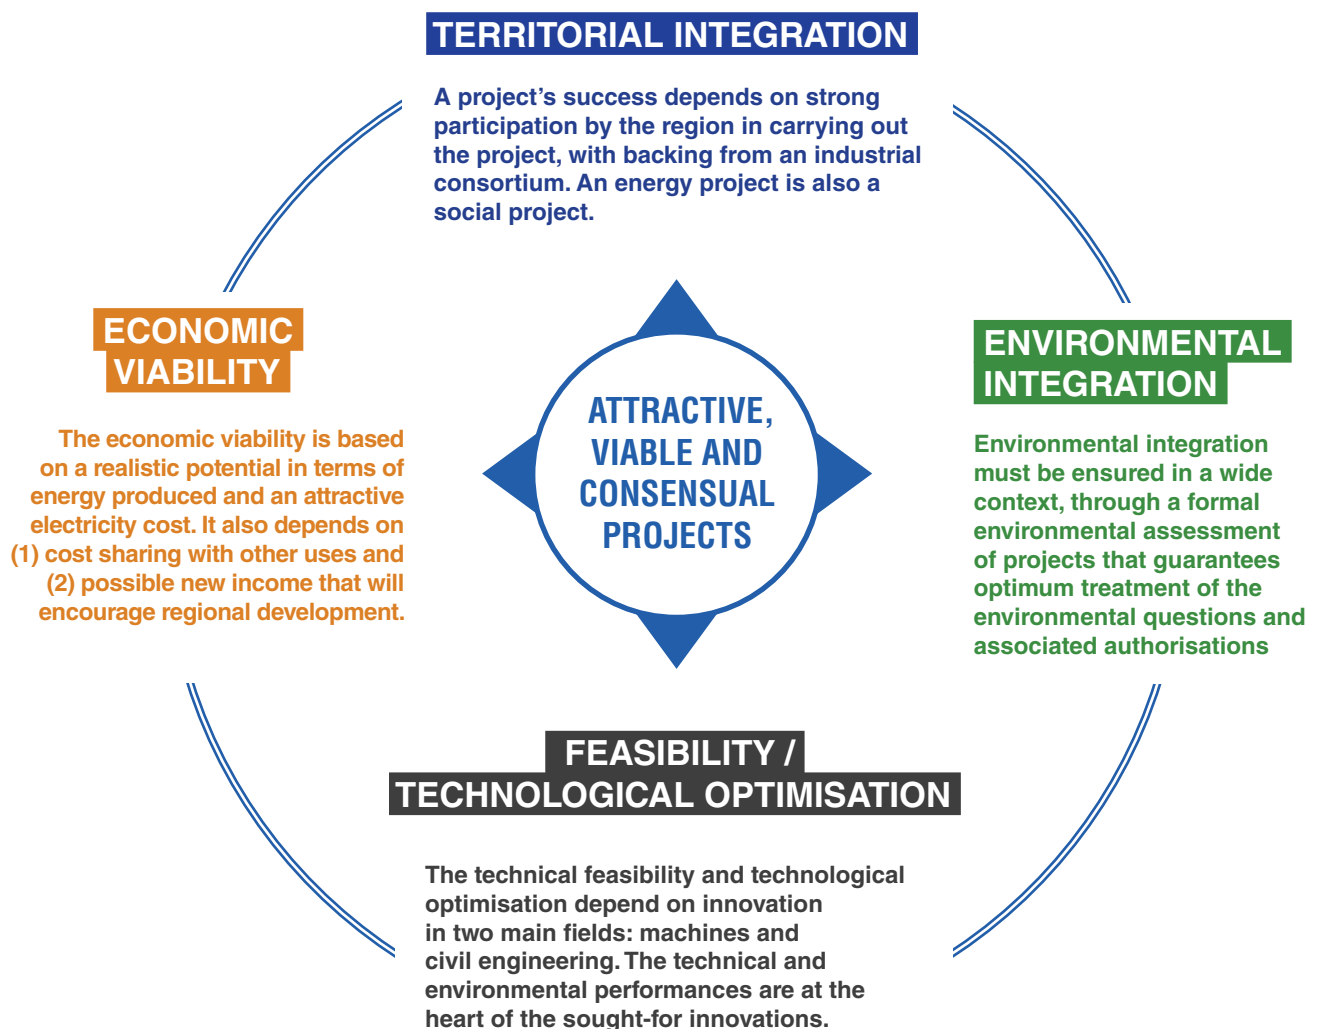 TERRITORIAL INTEGRATION
A project’s success depends on strong
participation by the region in carrying out
the project, with backing from an industrial
consortium. An energy project is also a
social project.
ECONOMIC
VIABILITY
The economic viability is based
on a realistic potential in terms of
energy produced and an attractive
electricity cost. It also depends on
(1) cost sharing with other uses and
(2) possible new income that will
encourage regional development.
ATTRACTIVE,
VIABLE AND
CONSENSUAL
PROJECTS
ENVIRONMENTAL
INTEGRATION
Environmental integration
must be ensured in a wide
context, through a formal
environmental assessment
of projects that guarantees
optimum treatment of the
environmental questions and
associated authorisations
FEASIBILITY /
TECHNOLOGICAL OPTIMISATION
The technical feasibility and technological
optimisation depend on innovation
in two main fields: machines and
civil engineering. The technical and
environmental performances are at the
heart of the sought-for innovations.